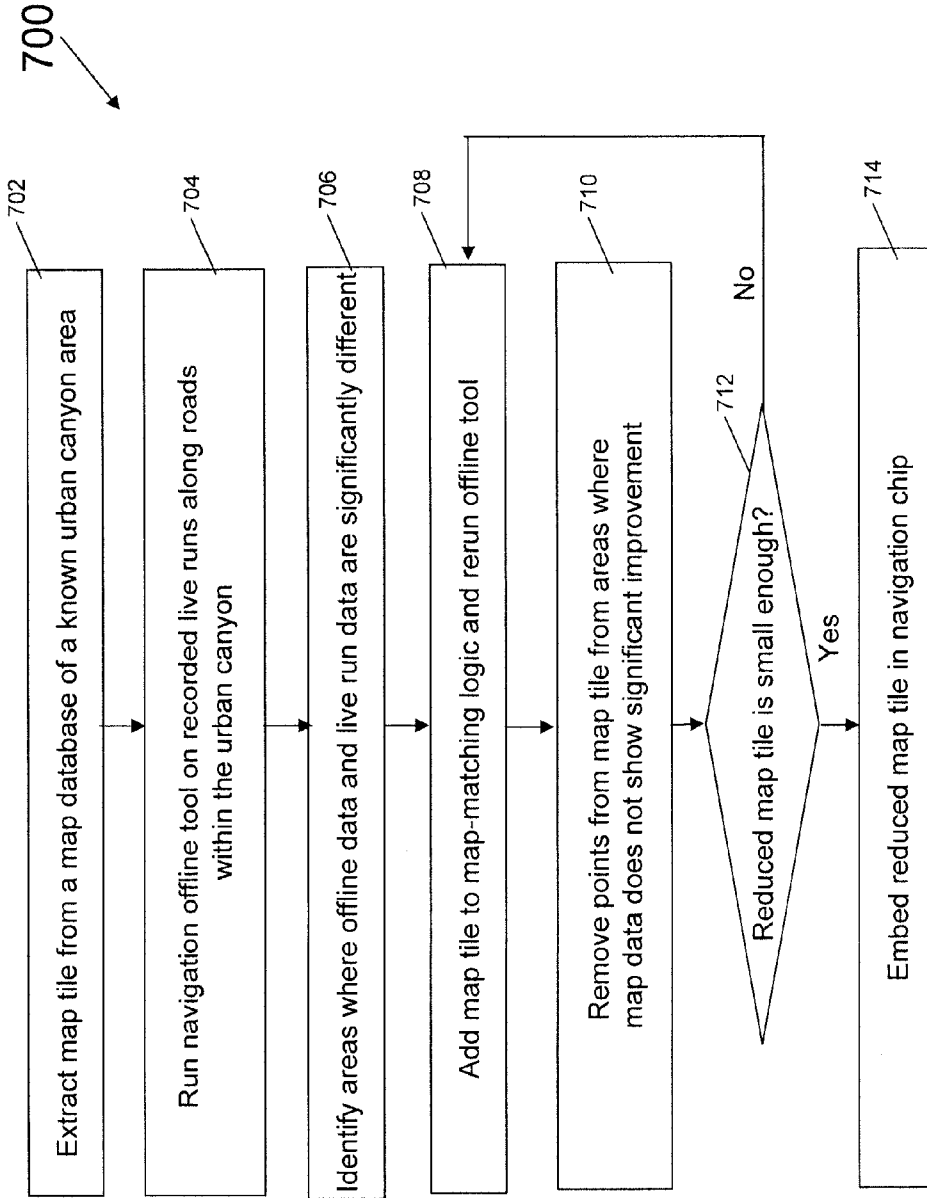 700
702
Extract map tile from a map database of a known urban canyon area
704
Run navigation offline tool on recorded live runs along roads
within the urban canyon
706
Identify areas where offline data and live run data are significantly different
708
Add map tile to map-matching logic and rerun offline tool
710
Remove points from map tile from areas where
map data does not show significant improvement
712
Reduced map tile is small enough?
No
Yes
714
Embed reduced map tile in navigation chip